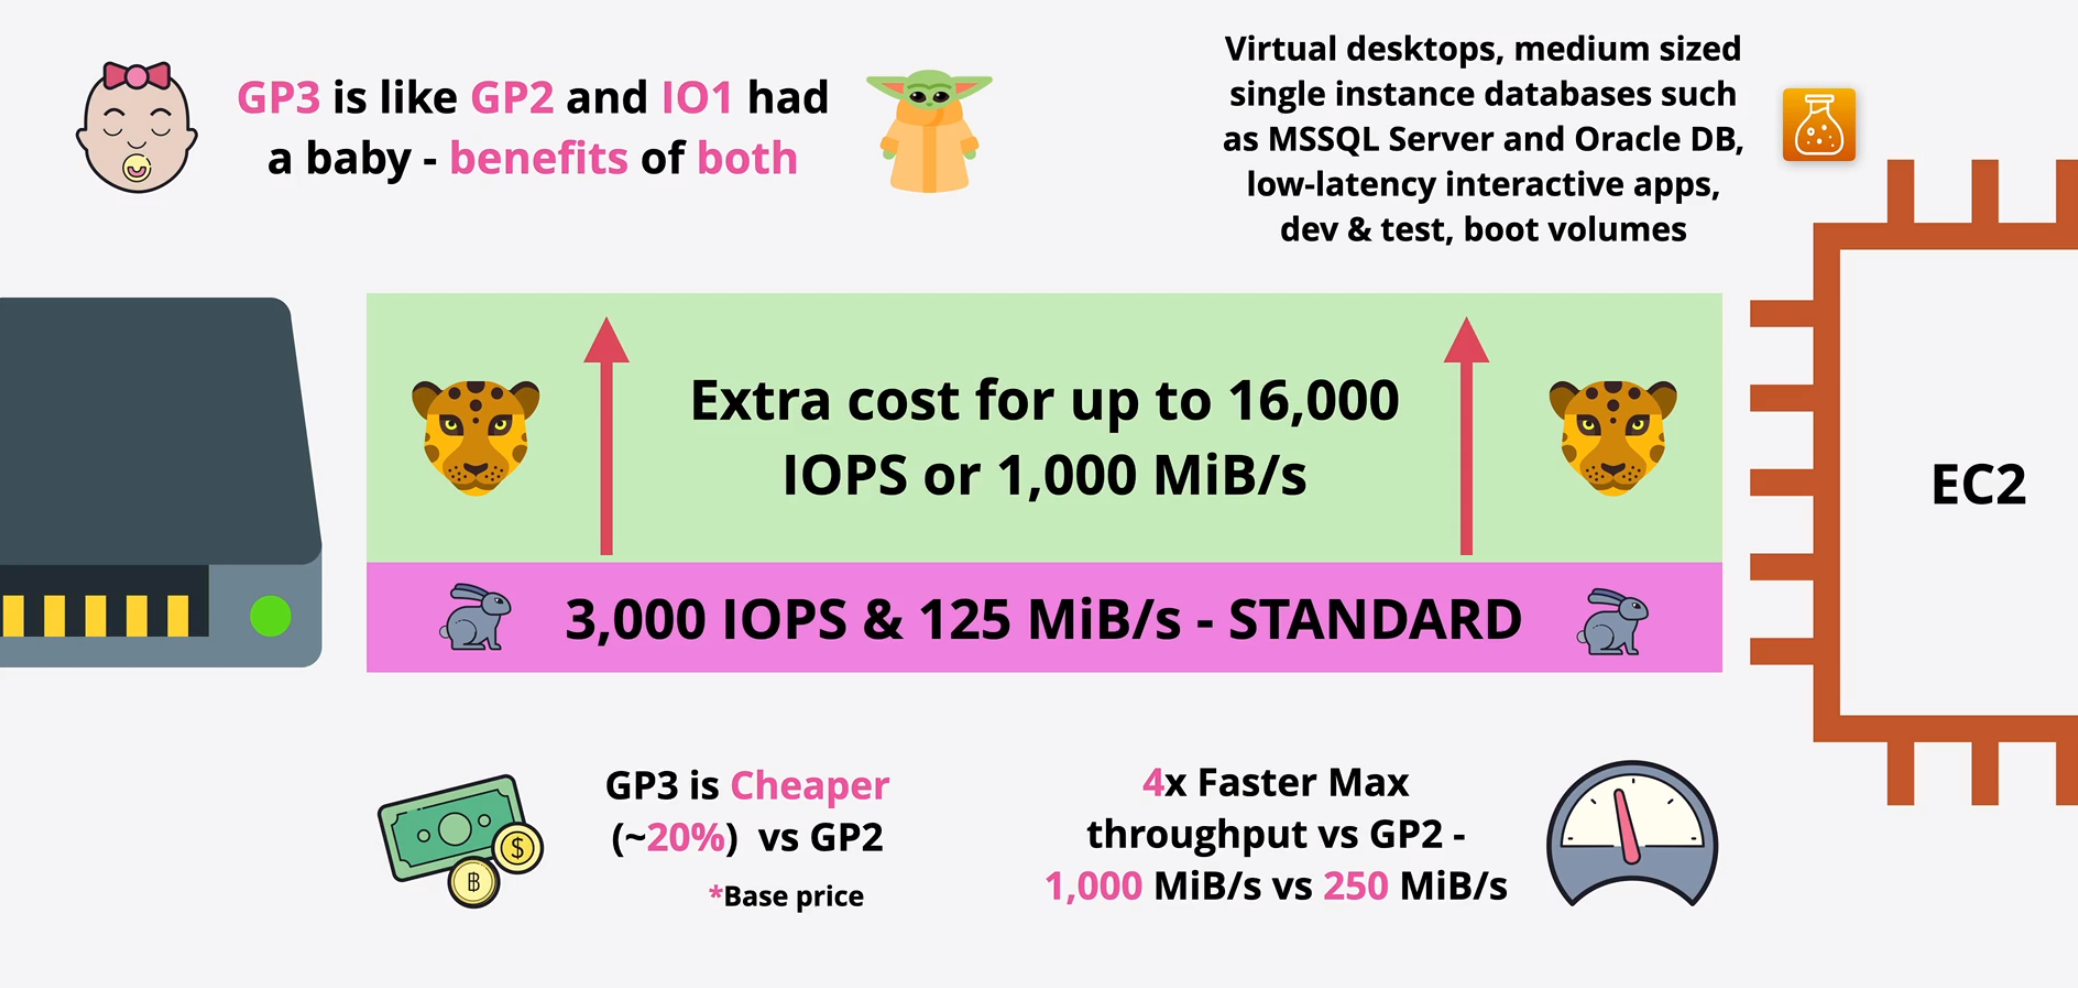 GP3 is like GP2 and IO1 had
a baby - benefits of both
Virtual desktops, medium sized
single instance databases such
as MSSQL Server and Oracle DB,
low-latency interactive apps,
dev & test, boot volumes
Extra cost for up to 16,000
IOPS or 1,000 MiB/s
3,000 IOPS & 125 MiB/s - STANDARD
EC2
GP3 is Cheaper
(~20%) vs GP2
*Base price
4x Faster Max
throughput vs GP2 -
1,000 MiB/s vs 250 MiB/s